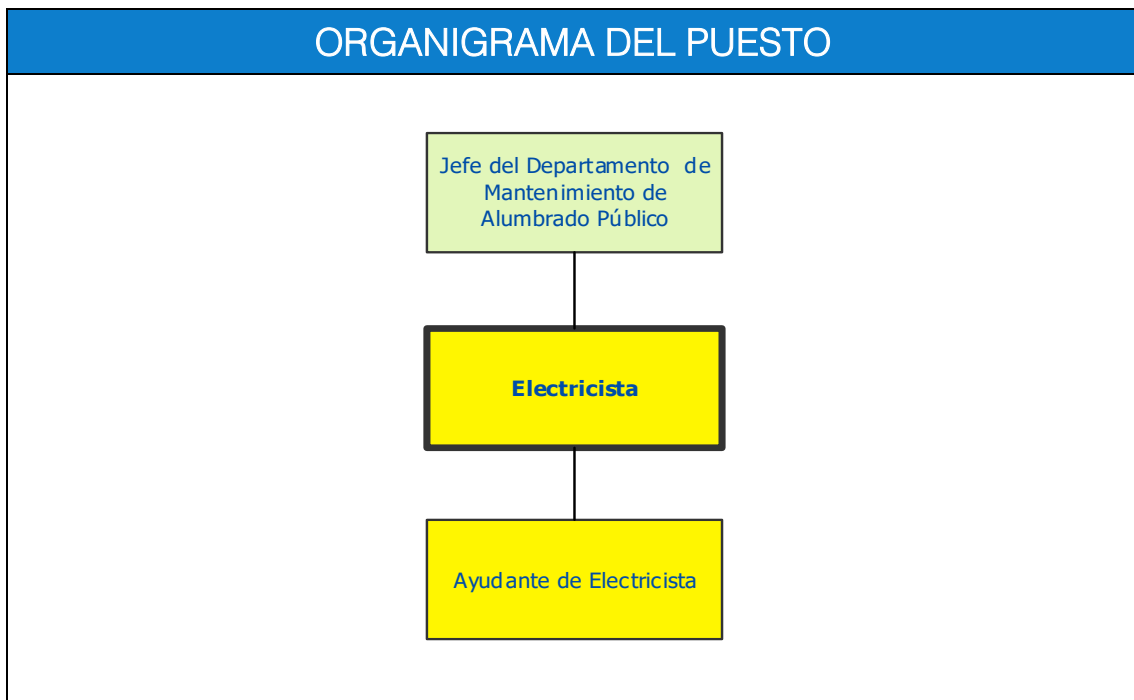 ORGANIGRAMA DEL PUESTO
Jefe del Departamento de
Mantenimiento de
Alumbrado Público
Electricista
Ayudante de Electricista